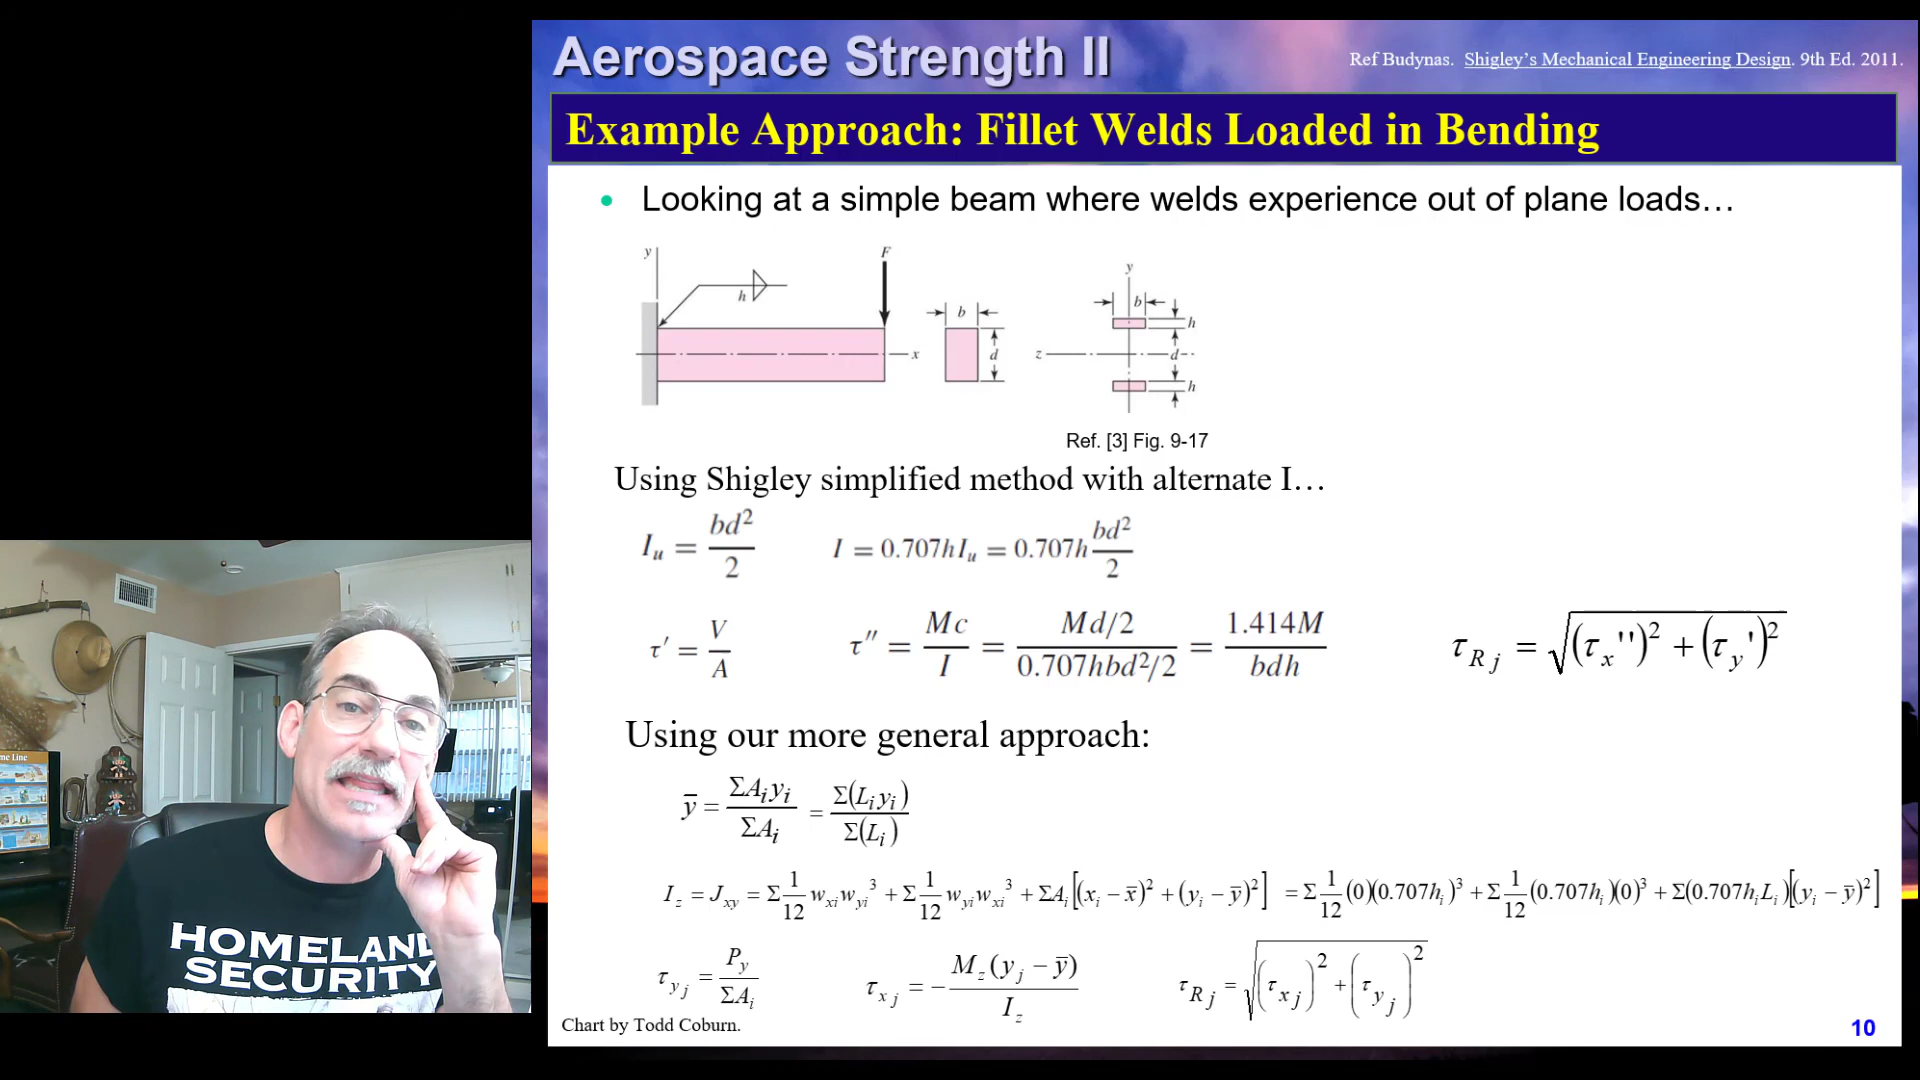 Aerospace Strength II
Ref Budynas. Shigley's Mechanical Engineering Design. 9th Ed. 2011.
Example Approach: Fillet Welds Loaded in Bending
• Looking at a simple beam where welds experience out of plane loads…
y
h
F
x
b
d
y
b
h
z
d
h
Ref. [3] Fig. 9-17
Using Shigley simplified method with alternate I…
I_u = bd²/2
I = 0.707hI_u = 0.707h bd²/2
τ′ = V/A
τ″ = Mc/I = Md/2 / 0.707hbd²/2 = 1.414M/bdh
τ_Rj = √(τ_x'')² + (τ_y')²
Using our more general approach:
ȳ = ΣA_iy_i / ΣA_i = Σ(L_iy_i) / Σ(L_i)
I_z = J_xy = Σ 1/12 w_xi w_yi³ + Σ 1/12 w_yi w_xi³ + ΣA_i[(x_i − x̄)² + (y_i − ȳ)²] = Σ 1/12 (0)(0.707h_i)³ + Σ 1/12 (0.707h_i)(0)³ + Σ(0.707h_iL_i)[(y_i − ȳ)²]
τ_yj = P_y / ΣA_i
τ_xj = − M_z(y_j − ȳ) / I_z
τ_Rj = √(τ_xj)² + (τ_yj)²
Chart by Todd Coburn.
10
me Line
HOMELAND
SECURITY